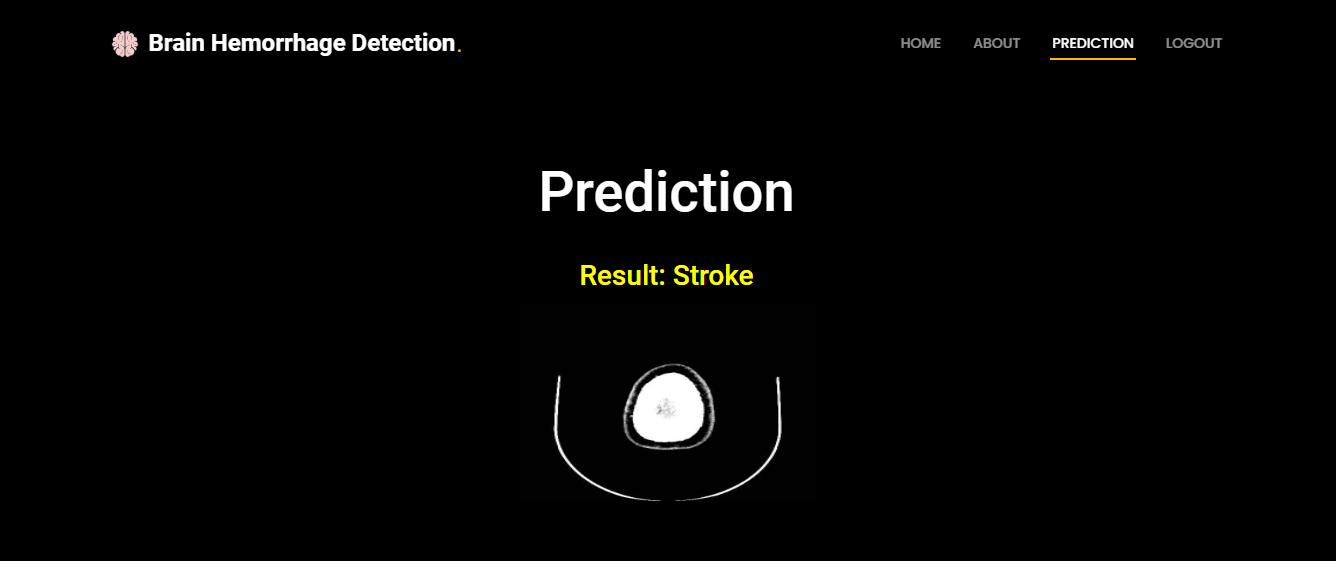 Brain Hemorrhage Detection.
HOME ABOUT PREDICTION LOGOUT
Prediction
Result: Stroke